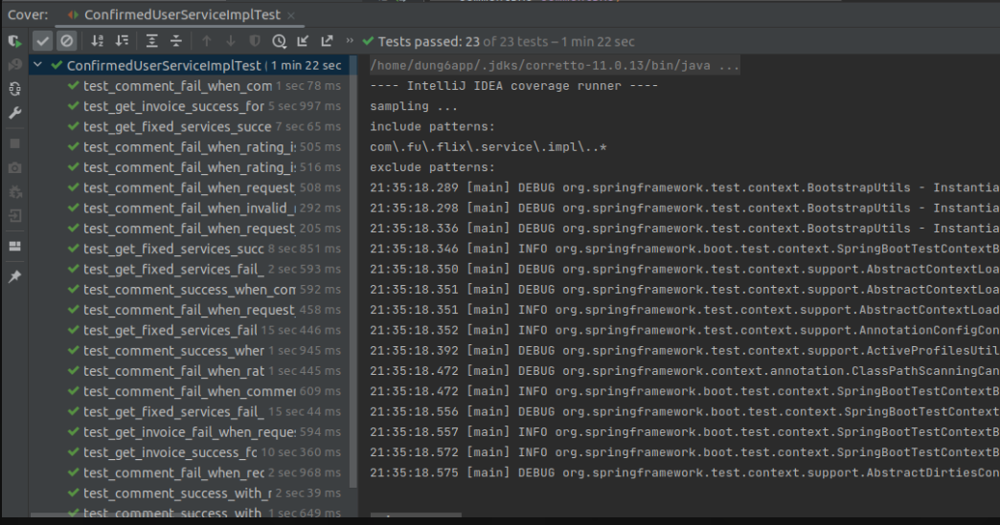 Cover: ConfirmedUserServiceImplTest
Tests passed: 23 of 23 tests – 1 min 22 sec
ConfirmedUserServiceImplTest ( 1 min 22 sec
test_comment_fail_when_com 1 sec 78 ms
test_get_invoice_success_for 5 sec 997 ms
test_get_fixed_services_succe 7 sec 65 ms
test_comment_fail_when_rating_i 505 ms
test_comment_fail_when_rating_i 516 ms
test_comment_fail_when_request_ 508 ms
test_comment_fail_when_invalid_ 292 ms
test_comment_fail_when_request_ 205 ms
test_get_fixed_services_succ 8 sec 851 ms
test_get_fixed_services_fail_ 2 sec 593 ms
test_comment_success_when_com 592 ms
test_comment_fail_when_request_ 458 ms
test_get_fixed_services_fail 15 sec 446 ms
test_comment_success_wher 1 sec 945 ms
test_comment_fail_when_rat 1 sec 445 ms
test_comment_fail_when_commen 609 ms
test_get_fixed_services_fail_ 15 sec 44 ms
test_get_invoice_fail_when_reque 594 ms
test_get_invoice_success_fc 10 sec 360 ms
test_comment_fail_when_rec 2 sec 968 ms
test_comment_success_with_r 2 sec 39 ms
test_comment_success_with_ 1 sec 649 ms
/home/dung6app/.jdks/corretto-11.0.13/bin/java ...
---- IntelliJ IDEA coverage runner ----
sampling ...
include patterns:
com\.fu\.flix\.service\.impl\..*
exclude patterns:
21:35:18.289 [main] DEBUG org.springframework.test.context.BootstrapUtils - Instantia
21:35:18.298 [main] DEBUG org.springframework.test.context.BootstrapUtils - Instantia
21:35:18.336 [main] DEBUG org.springframework.test.context.BootstrapUtils - Instantia
21:35:18.346 [main] INFO org.springframework.boot.test.context.SpringBootTestContextB
21:35:18.350 [main] DEBUG org.springframework.test.context.support.AbstractContextLoa
21:35:18.351 [main] DEBUG org.springframework.test.context.support.AbstractContextLoa
21:35:18.351 [main] INFO org.springframework.test.context.support.AbstractContextLoad
21:35:18.352 [main] INFO org.springframework.test.context.support.AnnotationConfigCon
21:35:18.392 [main] DEBUG org.springframework.test.context.support.ActiveProfilesUtil
21:35:18.472 [main] DEBUG org.springframework.context.annotation.ClassPathScanningCan
21:35:18.472 [main] INFO org.springframework.boot.test.context.SpringBootTestContextB
21:35:18.556 [main] DEBUG org.springframework.boot.test.context.SpringBootTestContext
21:35:18.557 [main] INFO org.springframework.boot.test.context.SpringBootTestContextB
21:35:18.572 [main] INFO org.springframework.boot.test.context.SpringBootTestContextB
21:35:18.575 [main] DEBUG org.springframework.test.context.support.AbstractDirtiesCon